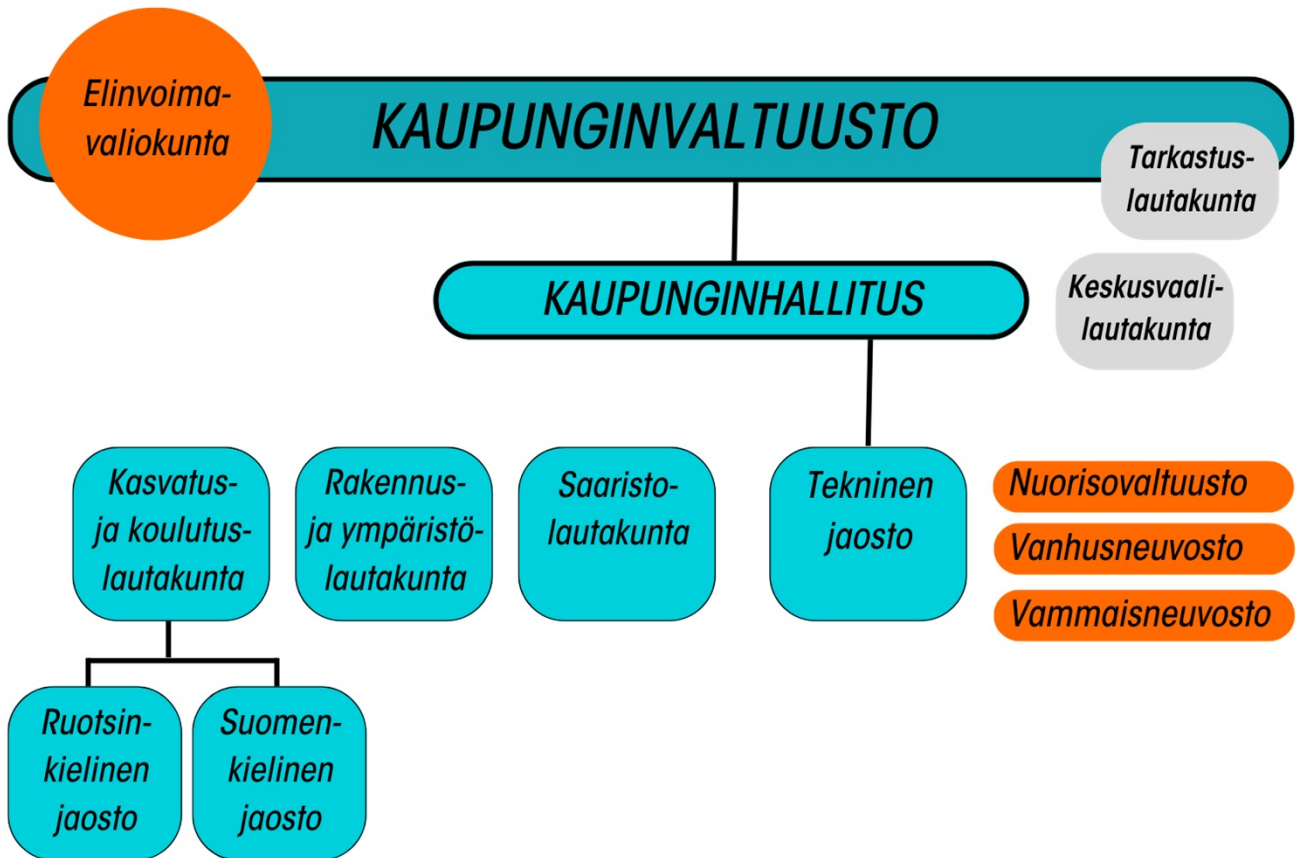 Elinvoima-
valiokunta
KAUPUNGINVALTUUSTO
Tarkastus-
lautakunta
KAUPUNGINHALLITUS
Keskusvaali-
lautakunta
Kasvatus-
ja koulutus-
lautakunta
Rakennus-
ja ympäristö-
lautakunta
Saaristo-
lautakunta
Tekninen
jaosto
Nuorisovaltuusto
Vanhusneuvosto
Vammaisneuvosto
Ruotsin-
kielinen
jaosto
Suomen-
kielinen
jaosto